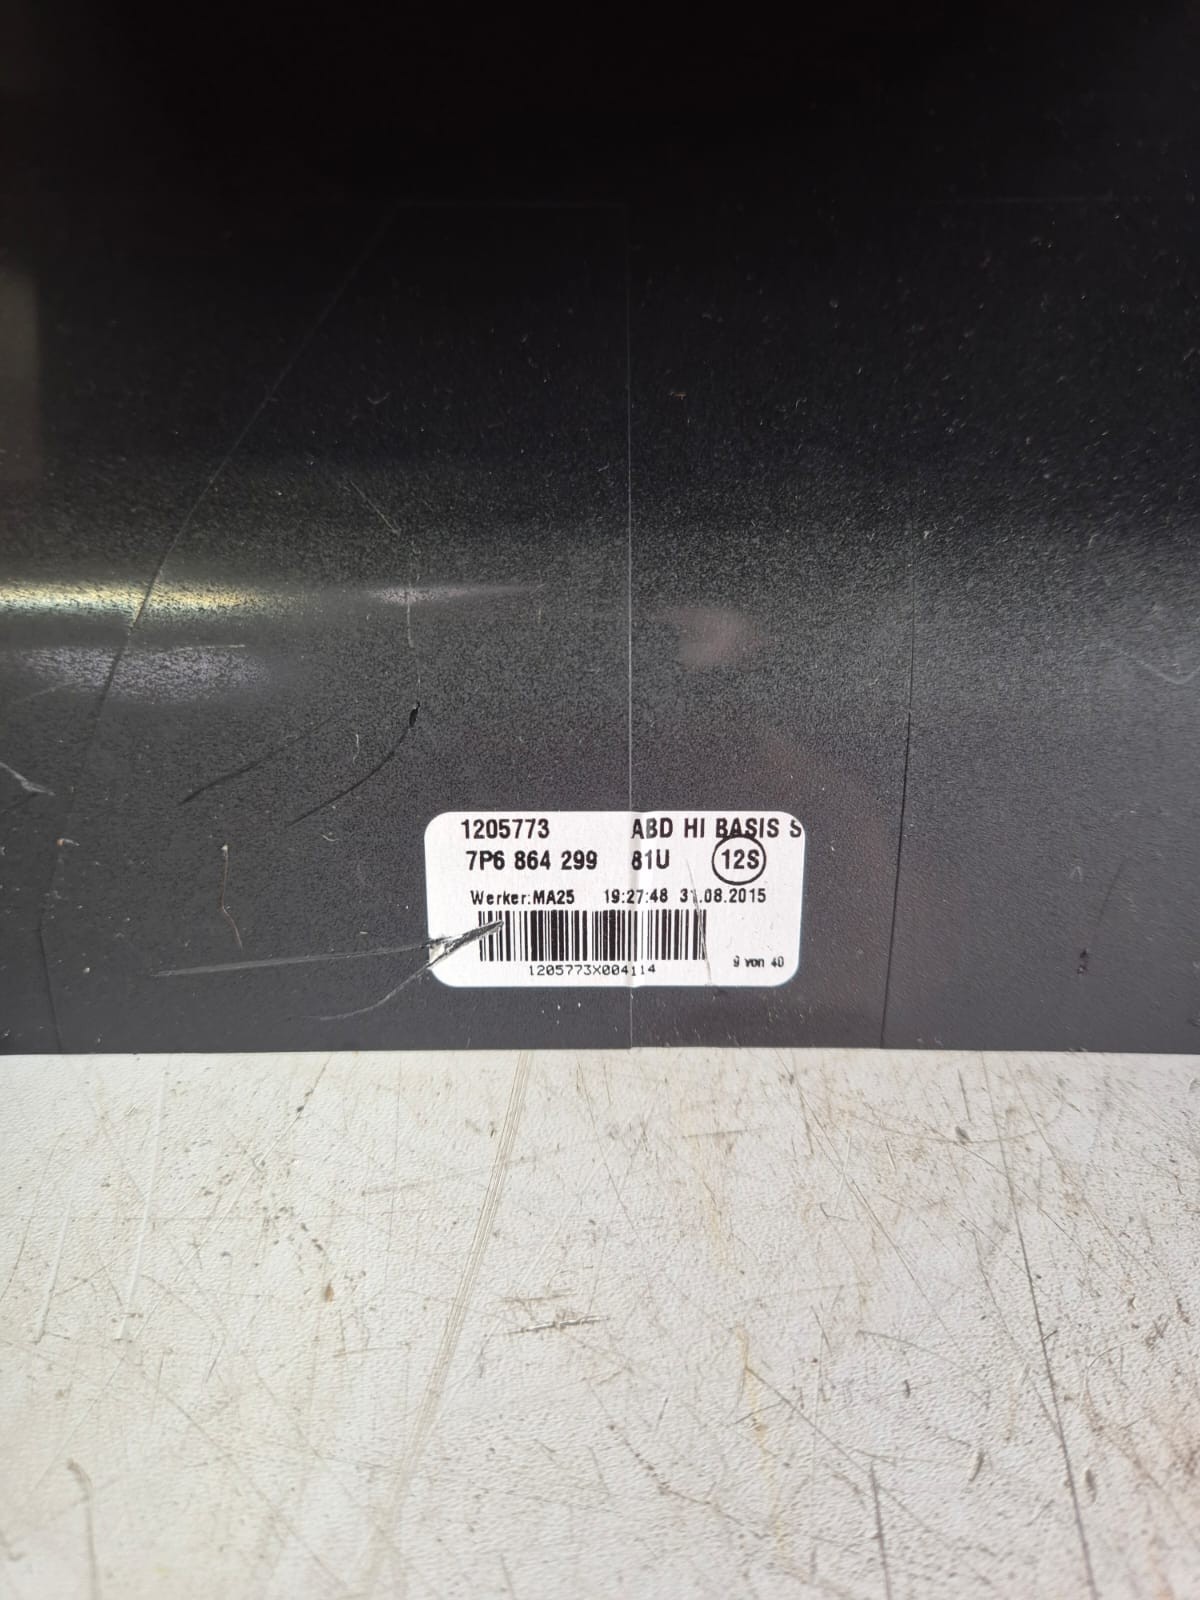 1205773 ABD HI BASIS S
7P6 864 299 81U 12S
Werker:MA25 19:27:48 31.08.2015
1205773X004114
9 von 40